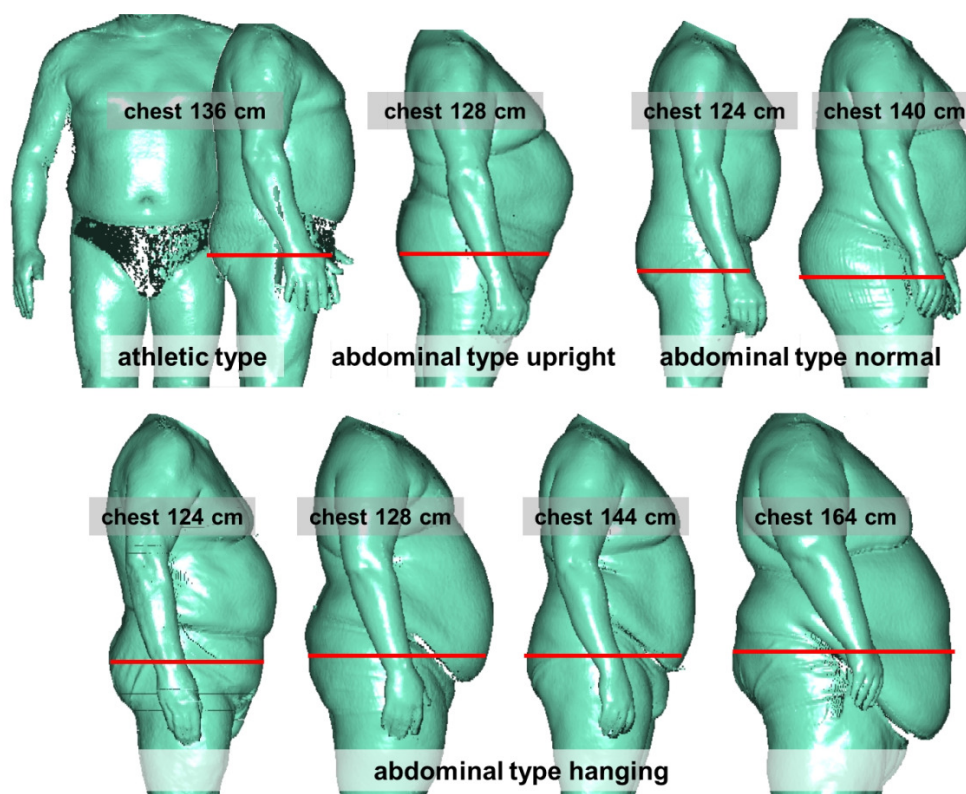 chest 136 cm
chest 128 cm
chest 124 cm
chest 140 cm
athletic type
abdominal type upright
abdominal type normal
chest 124 cm
chest 128 cm
chest 144 cm
chest 164 cm
abdominal type hanging